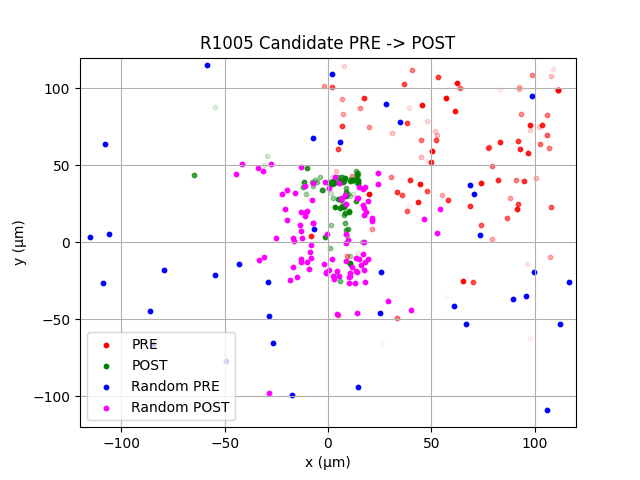 R1005 Candidate PRE -> POST
y (µm)
100
50
0
−50
−100
PRE
POST
Random PRE
Random POST
−100
−50
0
50
100
x (µm)